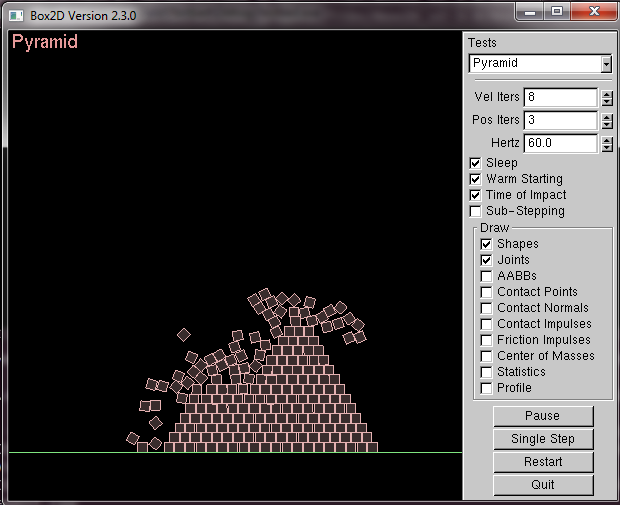 Box2D Version 2.3.0
Pyramid
Tests
Pyramid
Vel Iters 8
Pos Iters 3
Hertz 60.0
Sleep
Warm Starting
Time of Impact
Sub-Stepping
Draw
Shapes
Joints
AABBs
Contact Points
Contact Normals
Contact Impulses
Friction Impulses
Center of Masses
Statistics
Profile
Pause
Single Step
Restart
Quit